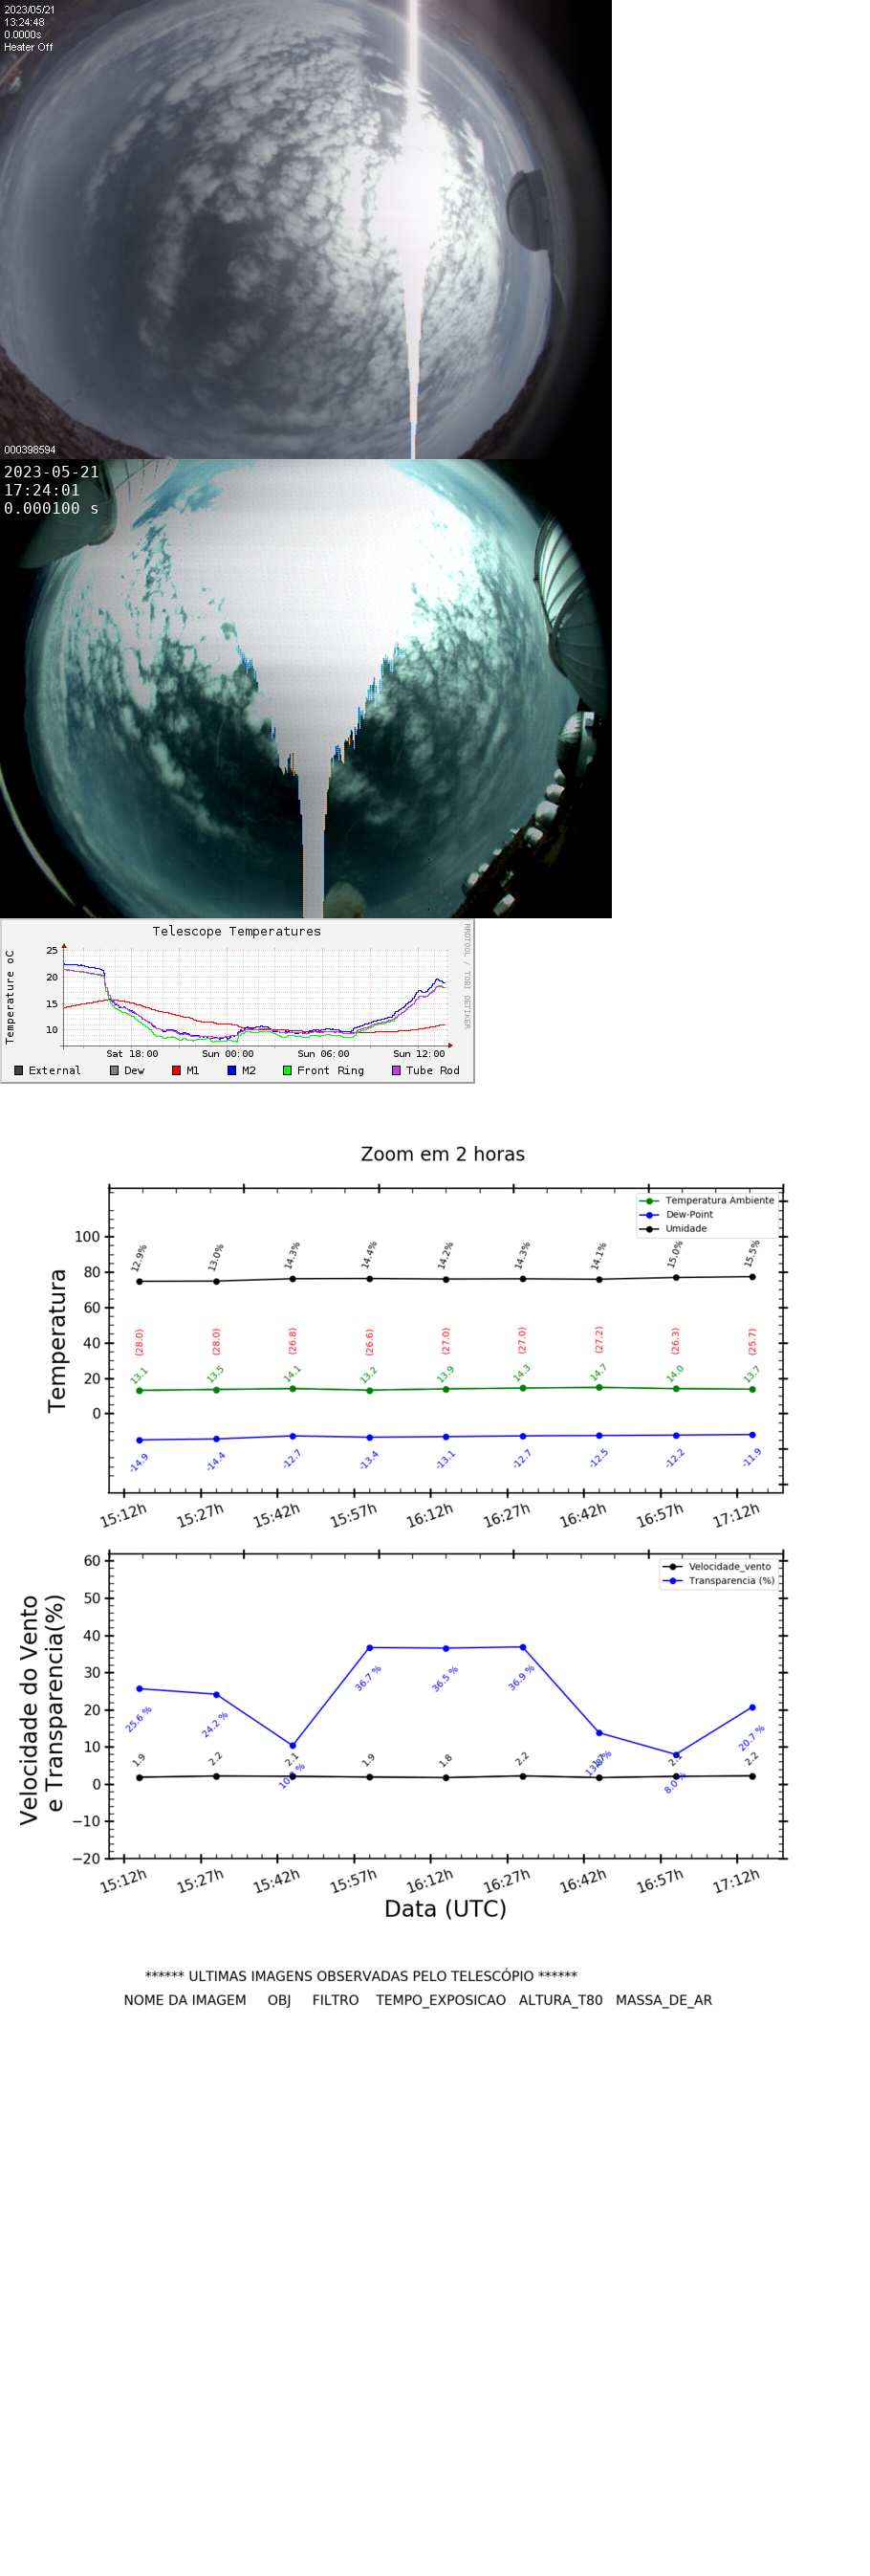 2023/05/21
13:24:48
0.0000s
Heater Off
000398594
2023-05-21
17:24:01
0.000100 s
Telescope Temperatures
RRDTOOL / TOBI OETIKER
Temperature oC
25
20
15
10
Sat 18:00 Sun 00:00 Sun 06:00 Sun 12:00
External Dew M1 M2 Front Ring Tube Rod
Zoom em 2 horas
Temperatura Ambiente
Dew-Point
Umidade
Temperatura
100
80
60
40
20
0
12.9% 13.0% 14.3% 14.4% 14.2% 14.3% 14.1% 15.0% 15.5%
(28.0) (28.0) (26.8) (26.6) (27.0) (27.0) (27.2) (26.3) (25.7)
13.1 13.5 14.1 13.2 13.9 14.3 14.7 14.0 13.7
-14.9 -14.4 -12.7 -13.4 -13.1 -12.7 -12.5 -12.2 -11.9
15:12h 15:27h 15:42h 15:57h 16:12h 16:27h 16:42h 16:57h 17:12h
Velocidade_vento
Transparencia (%)
Velocidade do Vento
e Transparencia(%)
60
50
40
30
20
10
0
−10
−20
25.6 % 24.2 % 36.7 % 36.5 % 36.9 % 8.0 % 20.7 %
1.9 2.2 2.1 1.9 1.8 2.2 2.2
15:12h 15:27h 15:42h 15:57h 16:12h 16:27h 16:42h 16:57h 17:12h
Data (UTC)
****** ULTIMAS IMAGENS OBSERVADAS PELO TELESCÓPIO ******
NOME DA IMAGEM OBJ FILTRO TEMPO_EXPOSICAO ALTURA_T80 MASSA_DE_AR